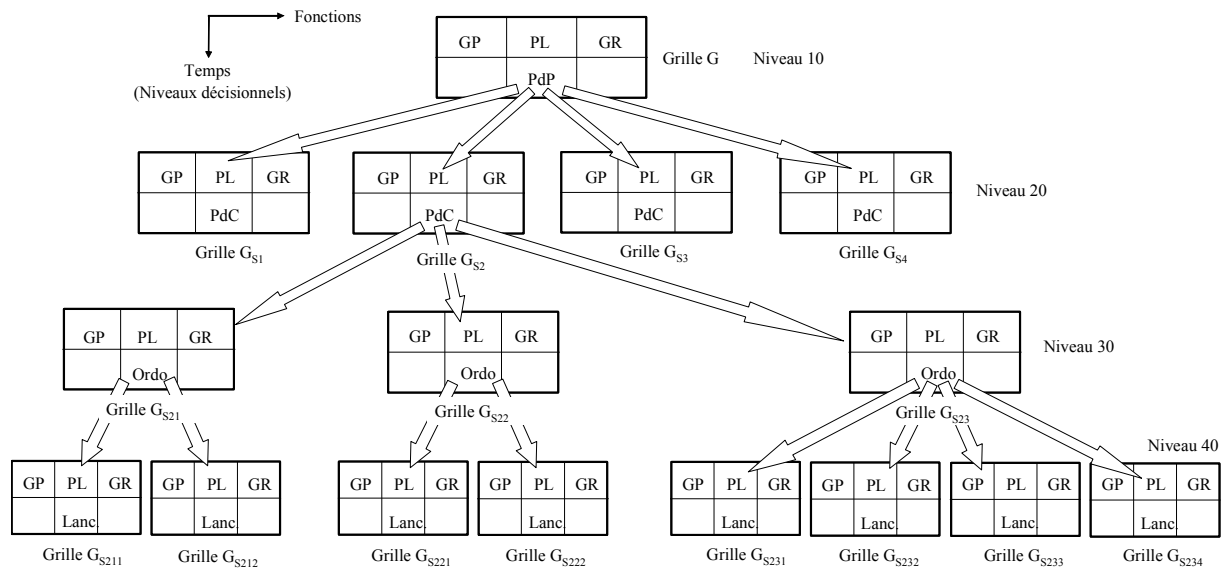 Fonctions
Temps
(Niveaux décisionnels)
GP PL GR
PdP
Grille G Niveau 10
GP PL GR GP PL GR GP PL GR GP PL GR
PdC PdC PdC PdC
Niveau 20
Grille GS1 Grille GS2 Grille GS3 Grille GS4
GP PL GR GP PL GR GP PL GR
Ordo Ordo Ordo
Niveau 30
Grille GS21 Grille GS22 Grille GS23
Niveau 40
GP PL GR GP PL GR GP PL GR GP PL GR GP PL GR GP PL GR GP PL GR GP PL GR
Lanc. Lanc. Lanc. Lanc. Lanc. Lanc. Lanc. Lanc.
Grille GS211 Grille GS212 Grille GS221 Grille GS222 Grille GS231 Grille GS232 Grille GS233 Grille GS234